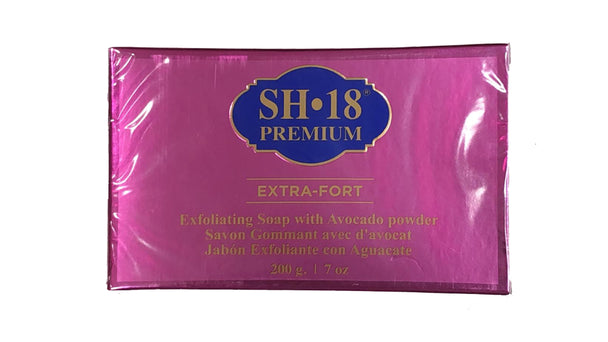 SH•18®
PREMIUM
EXTRA-FORT
Exfoliating Soap with Avocado powder
Savon Gommant avec d'avocat
Jabón Exfoliante con Aguacate
200 g. | 7 oz